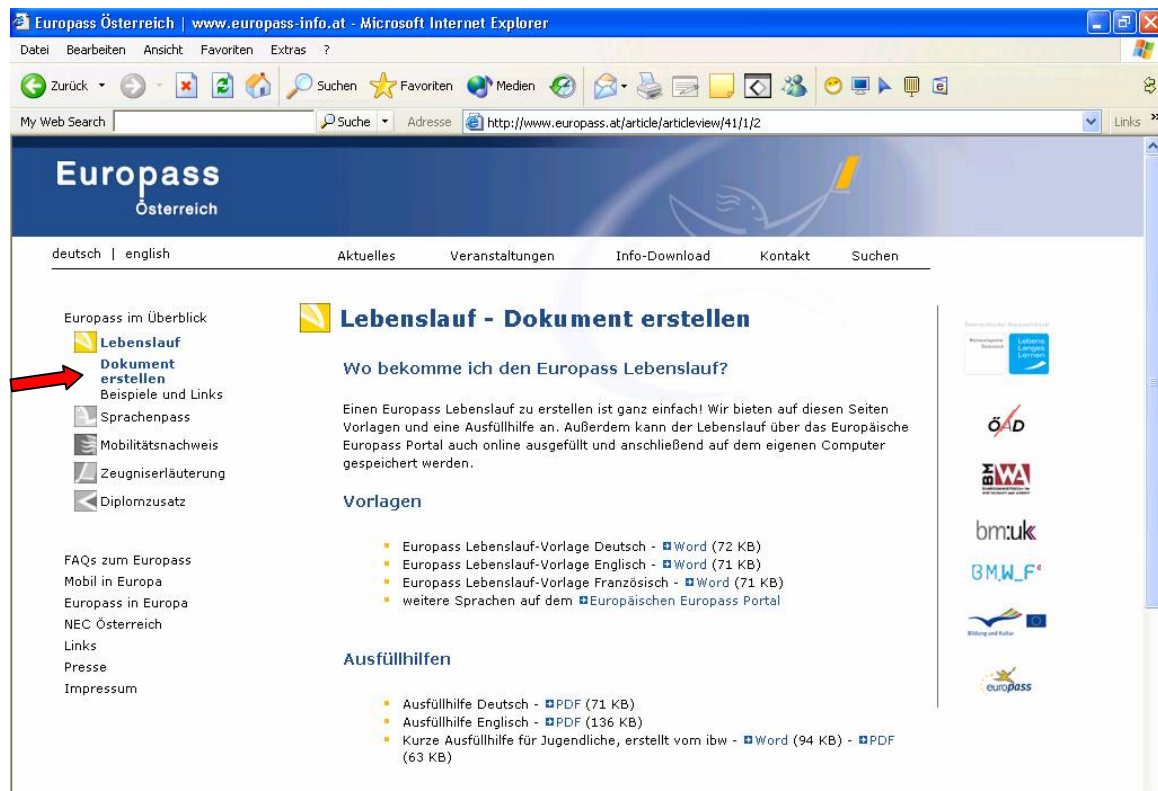 Europass Österreich | www.europass-info.at - Microsoft Internet Explorer
Datei Bearbeiten Ansicht Favoriten Extras ?
Zurück Suchen Favoriten Medien
My Web Search Suche Adresse http://www.europass.at/article/articleview/41/1/2 Links »
Europass
Österreich
deutsch | english Aktuelles Veranstaltungen Info-Download Kontakt Suchen
Europass im Überblick
Lebenslauf
Dokument
erstellen
Beispiele und Links
Sprachenpass
Mobilitätsnachweis
Zeugniserläuterung
Diplomzusatz
FAQs zum Europass
Mobil in Europa
Europass in Europa
NEC Österreich
Links
Presse
Impressum
Lebenslauf - Dokument erstellen
Wo bekomme ich den Europass Lebenslauf?
Einen Europass Lebenslauf zu erstellen ist ganz einfach! Wir bieten auf diesen Seiten
Vorlagen und eine Ausfüllhilfe an. Außerdem kann der Lebenslauf über das Europäische
Europass Portal auch online ausgefüllt und anschließend auf dem eigenen Computer
gespeichert werden.
Vorlagen
Europass Lebenslauf-Vorlage Deutsch - Word (72 KB)
Europass Lebenslauf-Vorlage Englisch - Word (71 KB)
Europass Lebenslauf-Vorlage Französisch - Word (71 KB)
weitere Sprachen auf dem Europäischen Europass Portal
Ausfüllhilfen
Ausfüllhilfe Deutsch - PDF (71 KB)
Ausfüllhilfe Englisch - PDF (136 KB)
Kurze Ausfüllhilfe für Jugendliche, erstellt vom ibw - Word (94 KB) - PDF
(63 KB)
Nationalagentur
Österreich
Lebens
Langes
Lernen
ÖAD
BM
WA
bm:uk
BM.W_Fª
Bildung und Kultur
europass